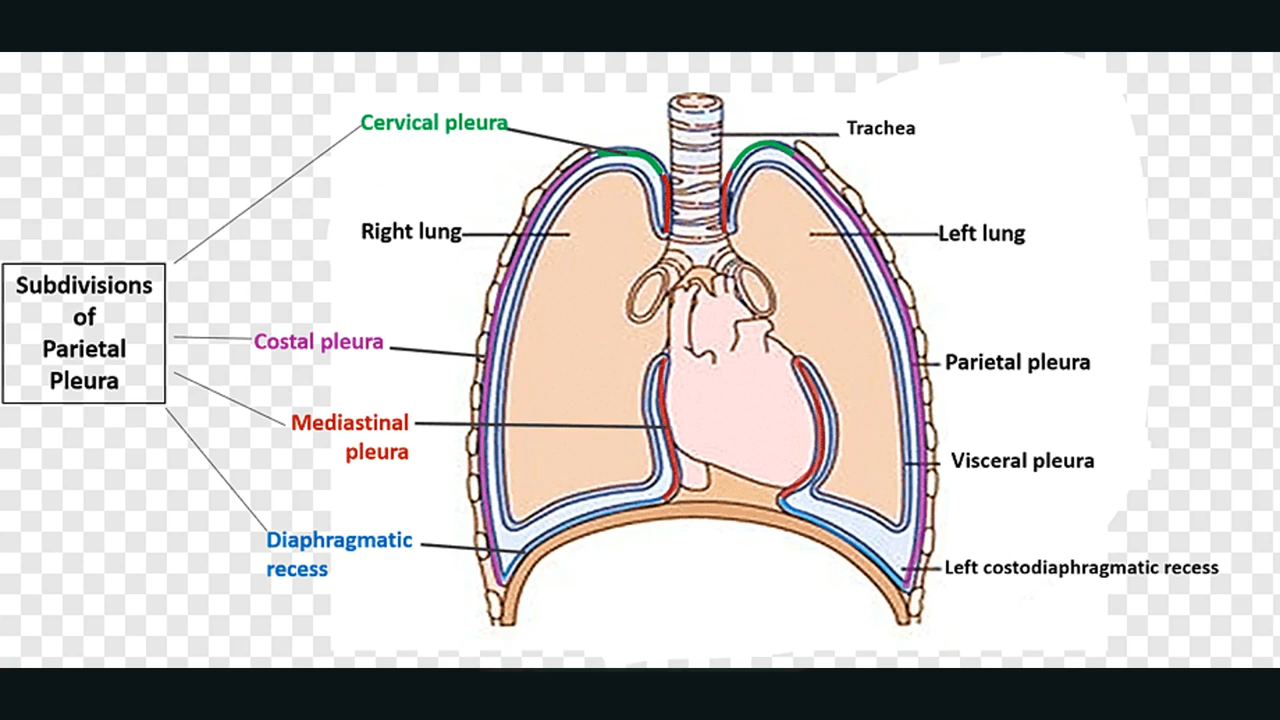 Cervical pleura
Trachea
Right lung
Left lung
Subdivisions
of
Parietal
Pleura
Costal pleura
Parietal pleura
Mediastinal
pleura
Visceral pleura
Diaphragmatic
recess
Left costodiaphragmatic recess